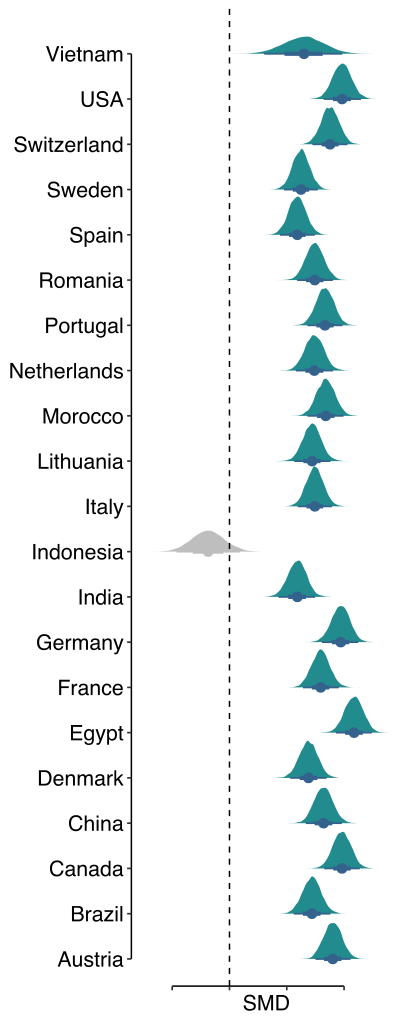 Vietnam
USA
Switzerland
Sweden
Spain
Romania
Portugal
Netherlands
Morocco
Lithuania
Italy
Indonesia
India
Germany
France
Egypt
Denmark
China
Canada
Brazil
Austria
SMD